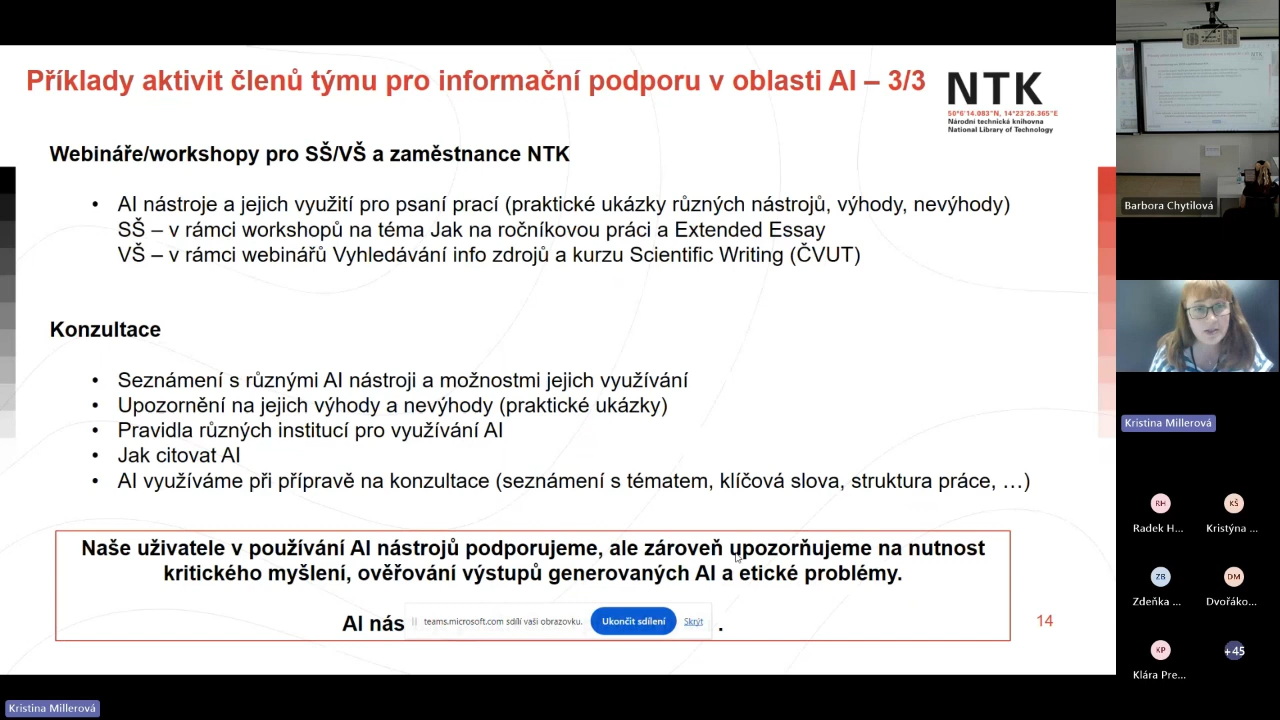 Příklady aktivit členů týmu pro informační podporu v oblasti AI – 3/3
NTK
50°6'14.083"N, 14°23'26.365"E
Národní technická knihovna
National Library of Technology
Webináře/workshopy pro SŠ/VŠ a zaměstnance NTK
• AI nástroje a jejich využití pro psaní prací (praktické ukázky různých nástrojů, výhody, nevýhody)
SŠ – v rámci workshopů na téma Jak na ročníkovou práci a Extended Essay
VŠ – v rámci webinářů Vyhledávání info zdrojů a kurzu Scientific Writing (ČVUT)
Konzultace
• Seznámení s různými AI nástroji a možnostmi jejich využívání
• Upozornění na jejich výhody a nevýhody (praktické ukázky)
• Pravidla různých institucí pro využívání AI
• Jak citovat AI
• AI využíváme při přípravě na konzultace (seznámení s tématem, klíčová slova, struktura práce, …)
Naše uživatele v používání AI nástrojů podporujeme, ale zároveň upozorňujeme na nutnost
kritického myšlení, ověřování výstupů generovaných AI a etické problémy.
AI nás
teams.microsoft.com sdílí vaši obrazovku. Ukončit sdílení Skrýt
.
14
Kristina Millerová
Barbora Chytilová
Kristina Millerová
RH
Radek H...
KŠ
Kristýna ...
ZB
Zdeňka ...
DM
Dvořáko...
KP
Klára Pre...
+45